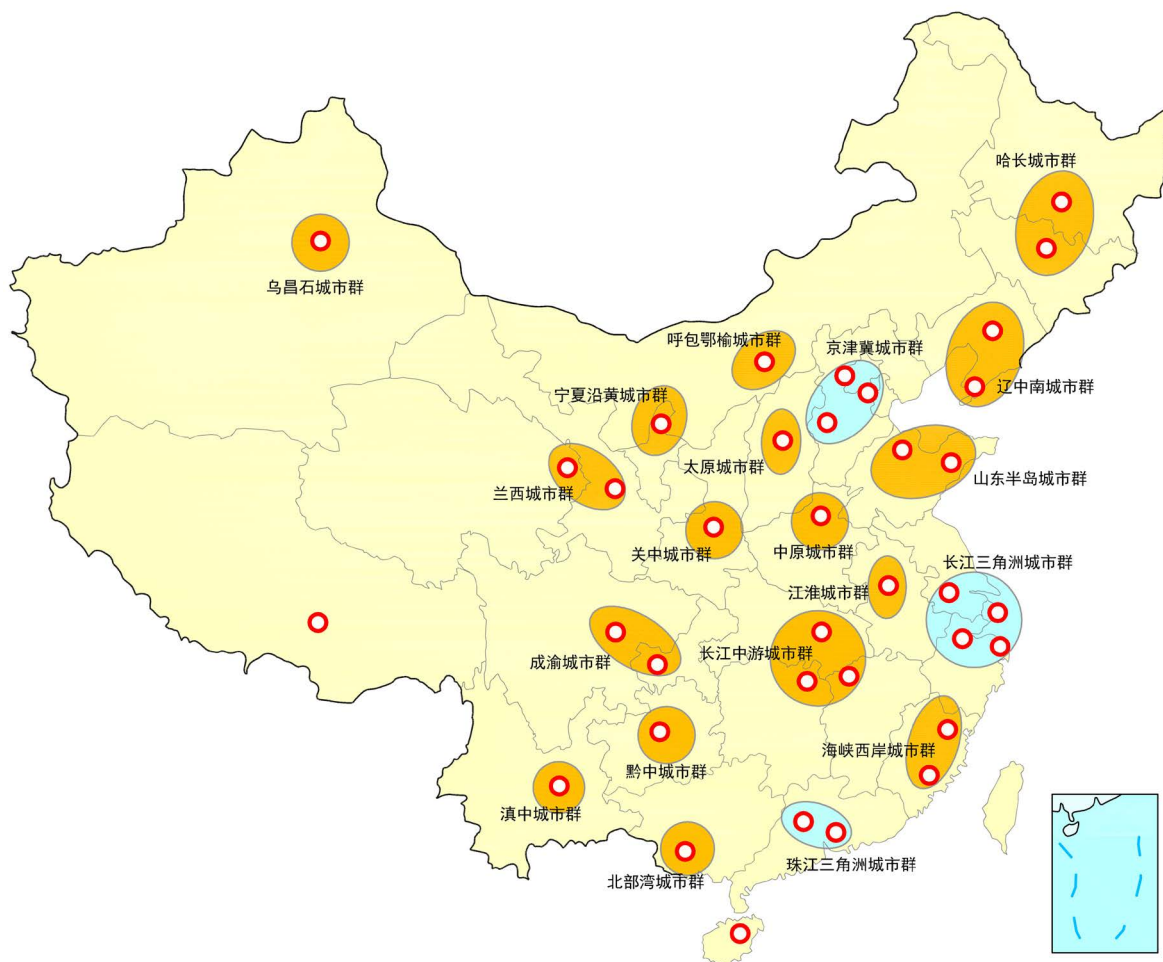 哈长城市群
乌昌石城市群
呼包鄂榆城市群
京津冀城市群
宁夏沿黄城市群
辽中南城市群
太原城市群
山东半岛城市群
兰西城市群
关中城市群
中原城市群
长江三角洲城市群
江淮城市群
成渝城市群
长江中游城市群
海峡西岸城市群
黔中城市群
滇中城市群
珠江三角洲城市群
北部湾城市群